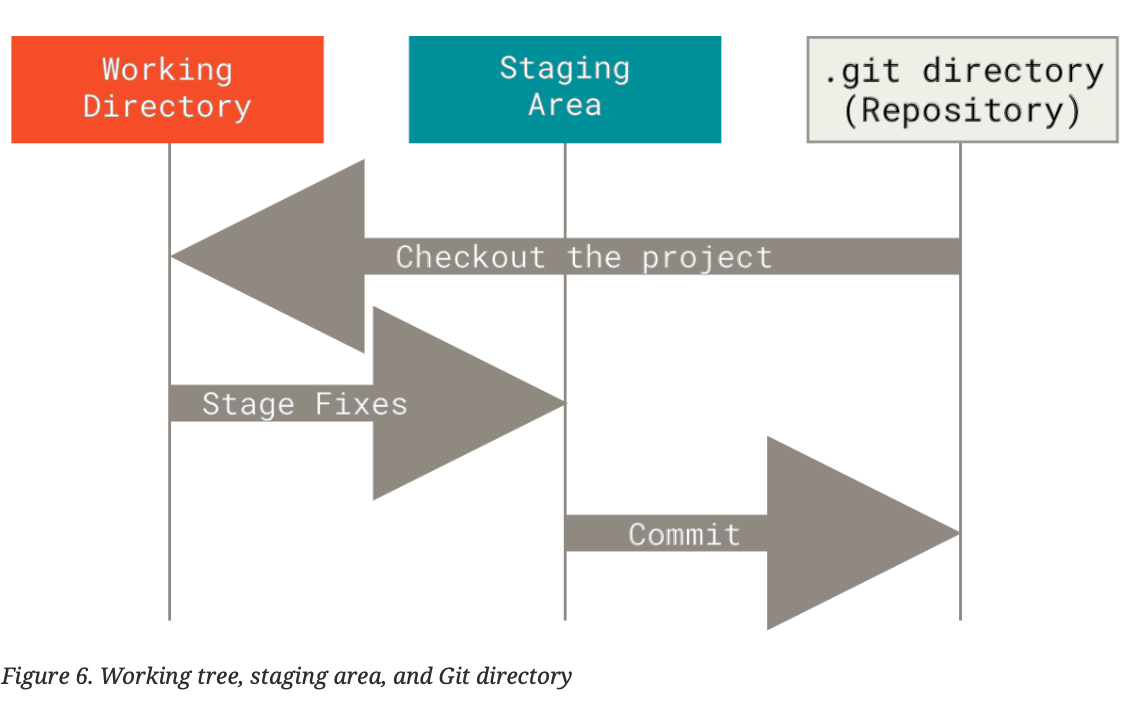 Working
Directory
Staging
Area
.git directory
(Repository)
Checkout the project
Stage Fixes
Commit
Figure 6. Working tree, staging area, and Git directory